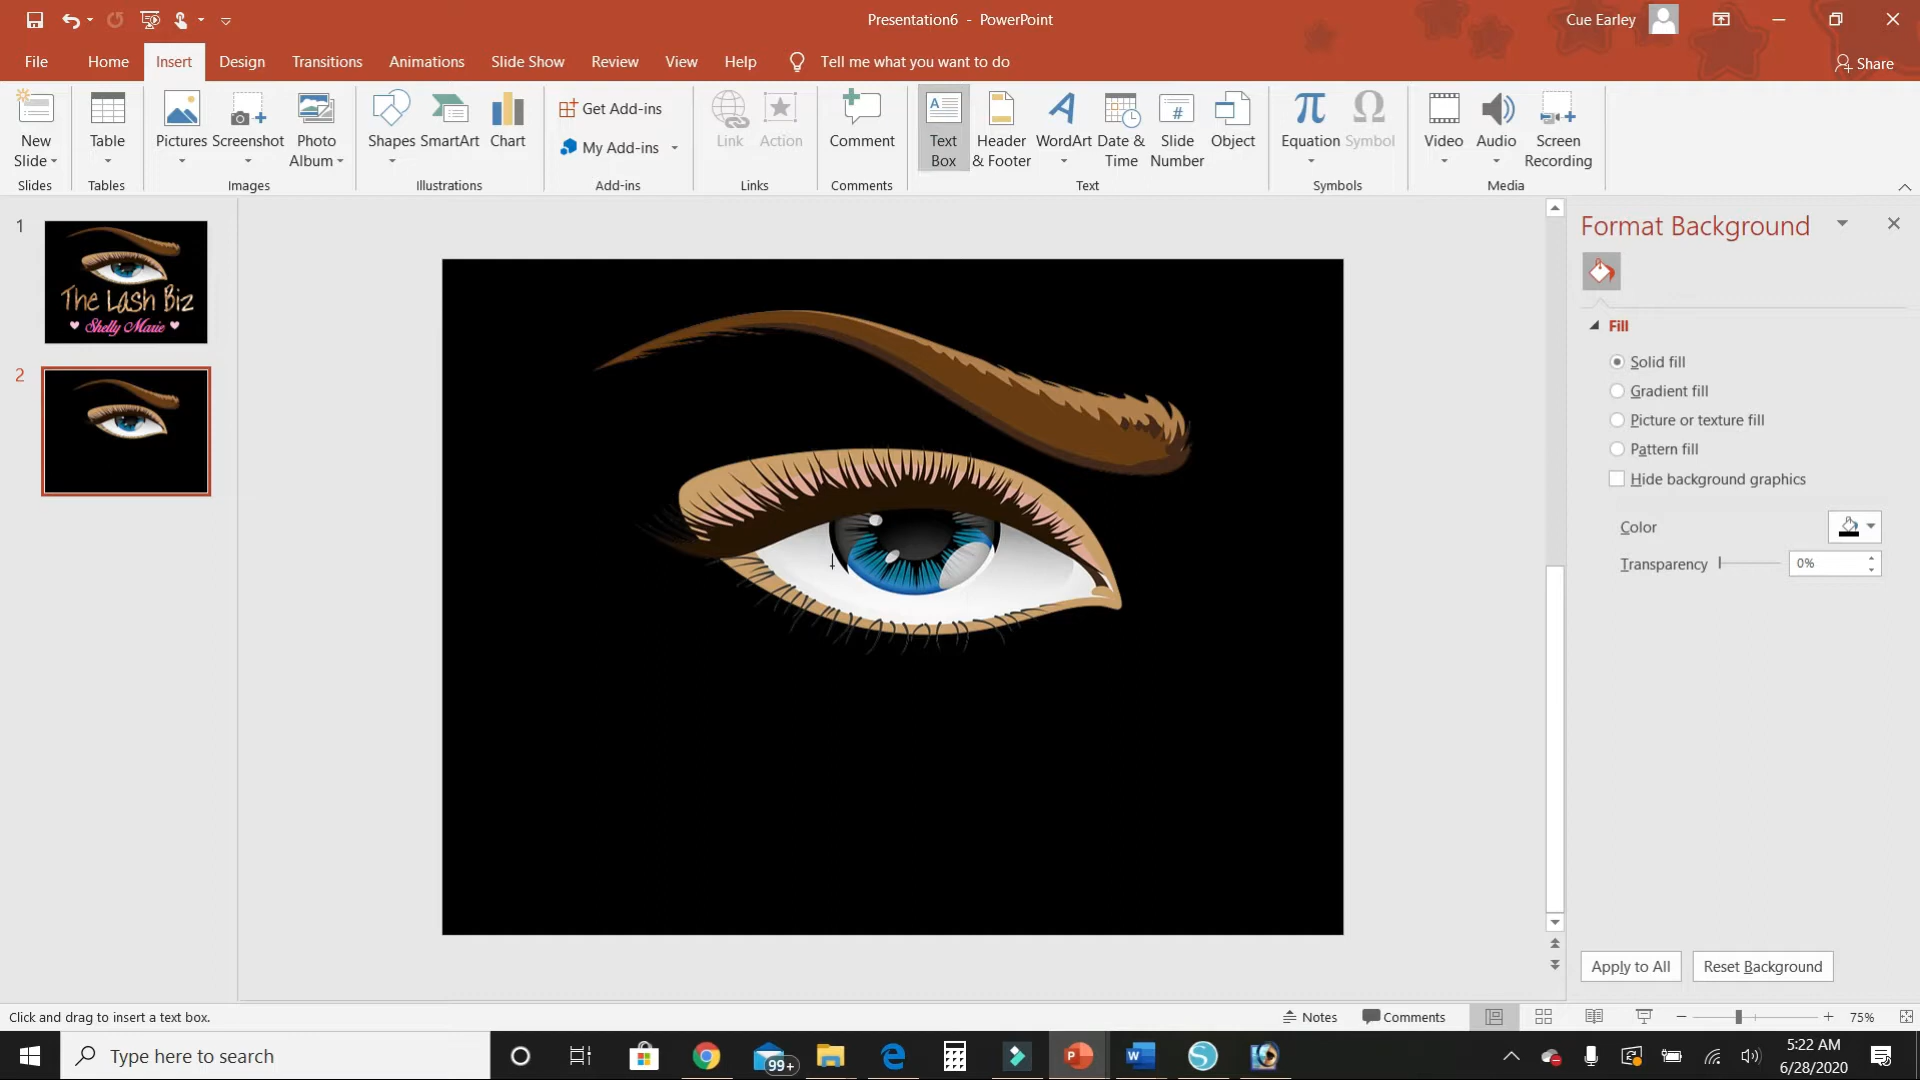 Presentation6 - PowerPoint
Cue Earley
File Home Insert Design Transitions Animations Slide Show Review View Help Tell me what you want to do
Share
New Slide
Table
Pictures
Screenshot
Photo Album
Shapes
SmartArt
Chart
Get Add-ins
My Add-ins
Link
Action
Comment
Text Box
Header & Footer
WordArt
Date & Time
Slide Number
Object
Equation
Symbol
Video
Audio
Screen Recording
Slides Tables Images Illustrations Add-ins Links Comments Text Symbols Media
1
The Lash Biz
Shelly Marie
2
Format Background
Fill
Solid fill
Gradient fill
Picture or texture fill
Pattern fill
Hide background graphics
Color
Transparency 0%
Apply to All Reset Background
Click and drag to insert a text box.
Notes Comments 75%
Type here to search
99+
5:22 AM
6/28/2020